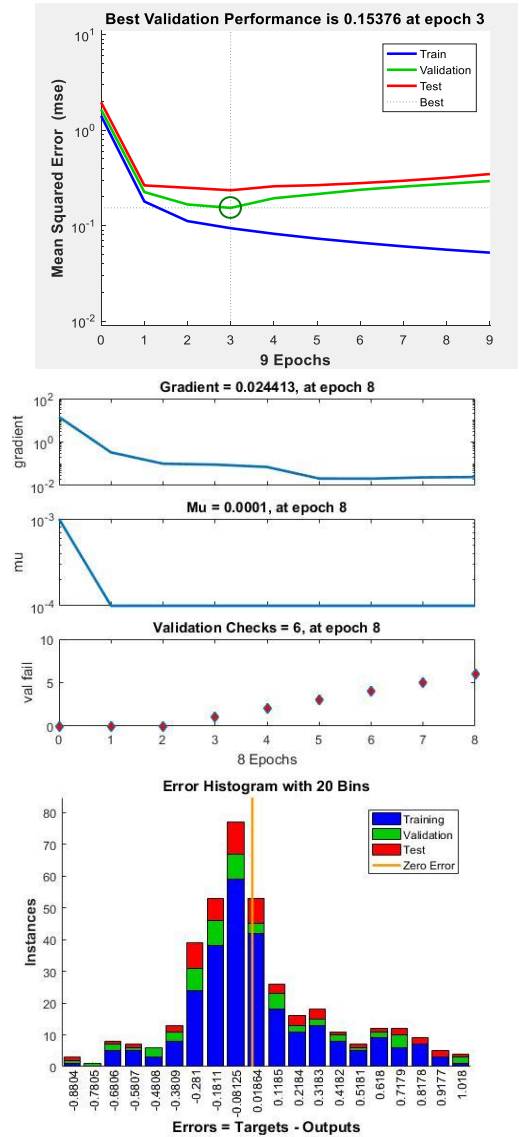 Best Validation Performance is 0.15376 at epoch 3
Mean Squared Error (mse)
10^1
10^0
10^-1
10^-2
Train
Validation
Test
Best
0 1 2 3 4 5 6 7 8 9
9 Epochs
Gradient = 0.024413, at epoch 8
gradient
10^2
10^0
10^-2
Mu = 0.0001, at epoch 8
mu
10^-3
10^-4
Validation Checks = 6, at epoch 8
val fail
10
5
0
0 1 2 3 4 5 6 7 8
8 Epochs
Error Histogram with 20 Bins
Instances
80
70
60
50
40
30
20
10
0
Training
Validation
Test
Zero Error
-0.8804
-0.7805
-0.6806
-0.5807
-0.4808
-0.3809
-0.281
-0.1811
-0.08125
0.01864
0.1185
0.2184
0.3183
0.4182
0.5181
0.618
0.7179
0.8178
0.9177
1.018
Errors = Targets - Outputs